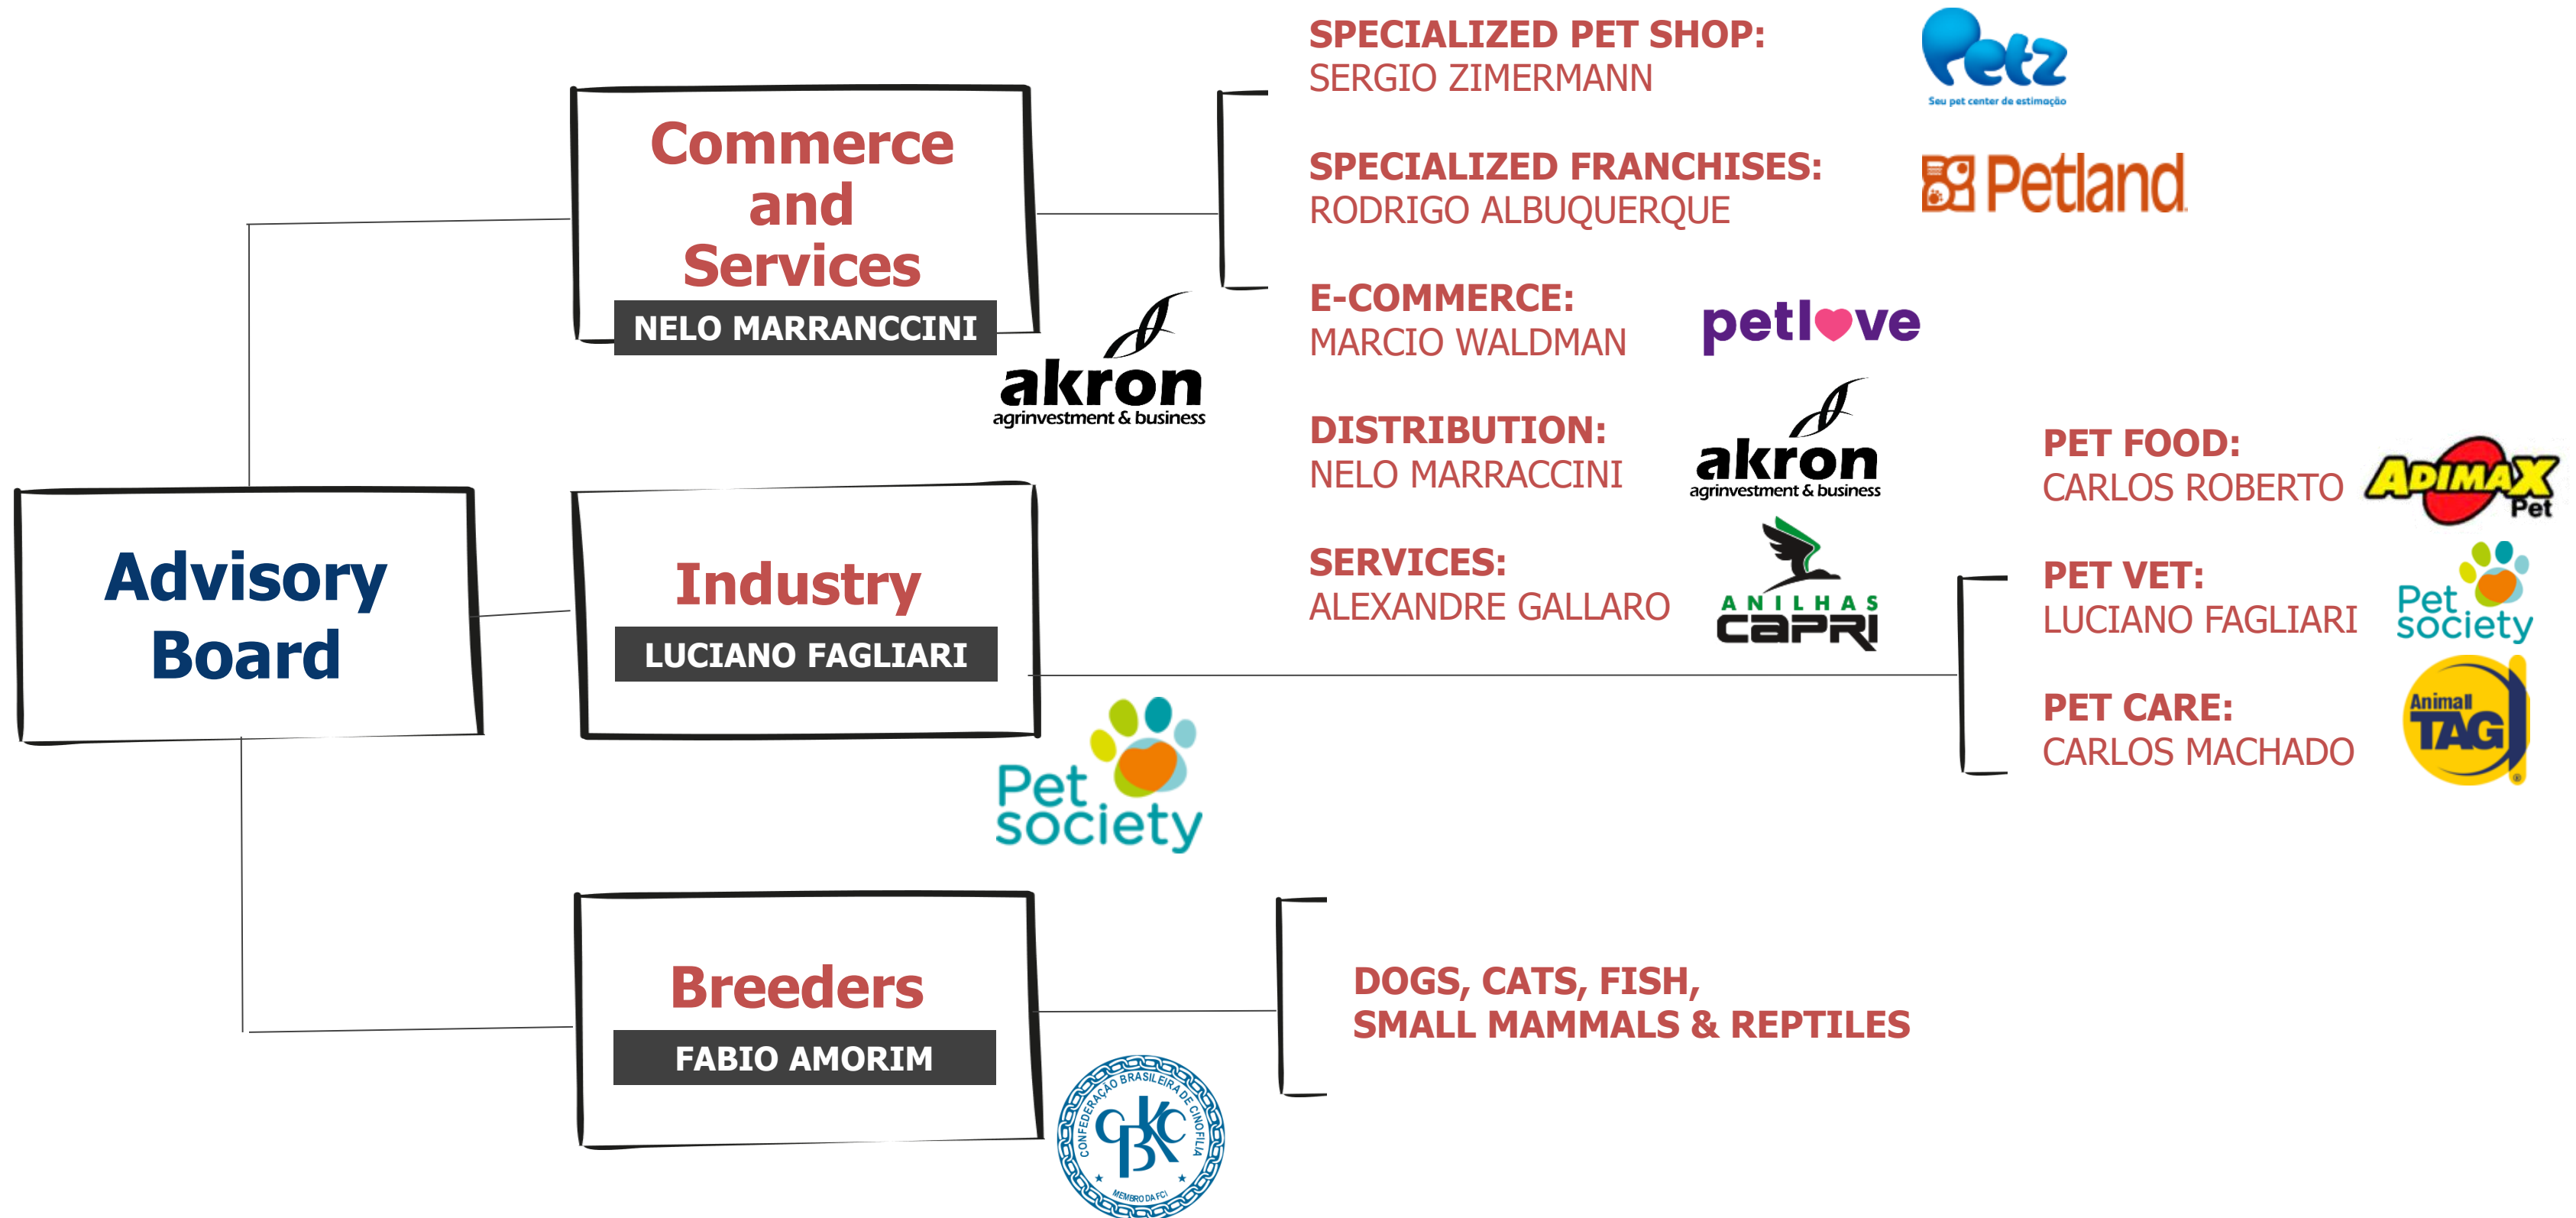 Advisory
Board
Commerce
and
Services
NELO MARRANCCINI
akron
agrinvestment & business
SPECIALIZED PET SHOP:
SERGIO ZIMERMANN
Petz
Seu pet center de estimação
SPECIALIZED FRANCHISES:
RODRIGO ALBUQUERQUE
Petland
E-COMMERCE:
MARCIO WALDMAN
petlove
DISTRIBUTION:
NELO MARRACCINI
akron
agrinvestment & business
SERVICES:
ALEXANDRE GALLARO
ANILHAS
CAPRI
Industry
LUCIANO FAGLIARI
Pet
society
PET FOOD:
CARLOS ROBERTO
ADIMAX
Pet
PET VET:
LUCIANO FAGLIARI
Pet
society
PET CARE:
CARLOS MACHADO
Animall
TAG
Breeders
FABIO AMORIM
CONFEDERAÇÃO BRASILEIRA DE CINOFILIA
CBKC
MEMBRO DA FCI
DOGS, CATS, FISH,
SMALL MAMMALS & REPTILES